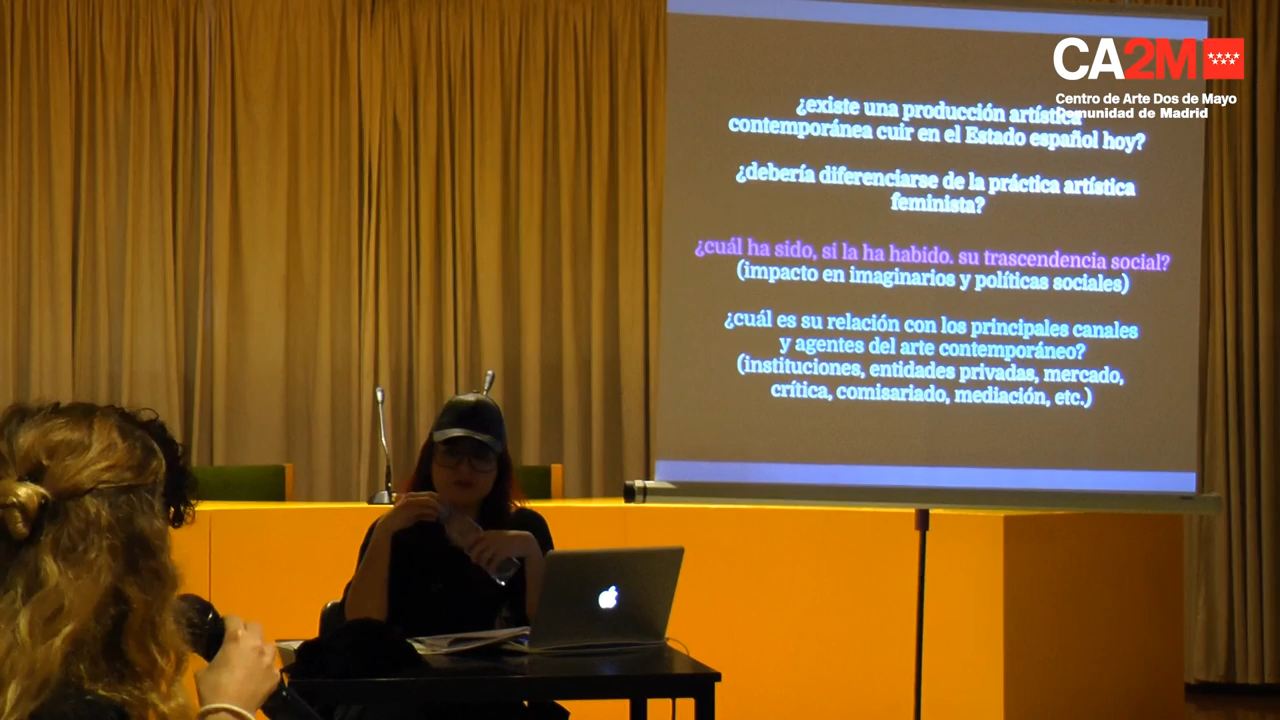 CA2M
Centro de Arte Dos de Mayo
Comunidad de Madrid
¿existe una producción artística
contemporánea cuir en el Estado español hoy?
¿debería diferenciarse de la práctica artística
feminista?
¿cuál ha sido, si la ha habido. su trascendencia social?
(impacto en imaginarios y políticas sociales)
¿cuál es su relación con los principales canales
y agentes del arte contemporáneo?
(instituciones, entidades privadas, mercado,
crítica, comisariado, mediación, etc.)